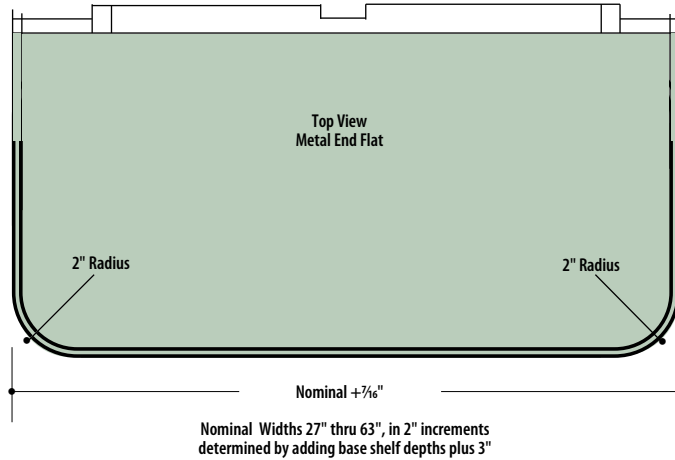 Top View
Metal End Flat
2" Radius
2" Radius
Nominal +7⁄16"
Nominal Widths 27" thru 63", in 2" increments
determined by adding base shelf depths plus 3"